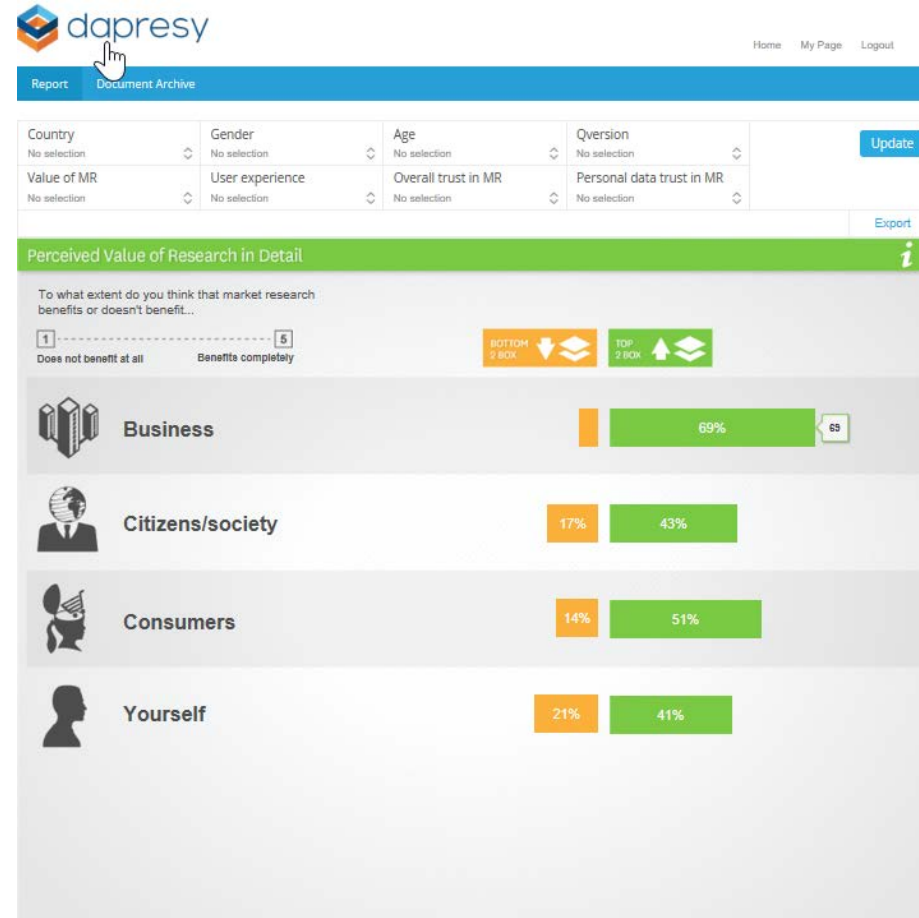 dapresy
Home My Page Logout
Report Document Archive
Country Gender Age Qversion
No selection No selection No selection No selection
Update
Value of MR User experience Overall trust in MR Personal data trust in MR
No selection No selection No selection No selection
Export
Perceived Value of Research in Detail
i
To what extent do you think that market research
benefits or doesn't benefit...
1 5
Does not benefit at all Benefits completely
BOTTOM
2 BOX
TOP
2 BOX
Business 69% 69
Citizens/society 17% 43%
Consumers 14% 51%
Yourself 21% 41%